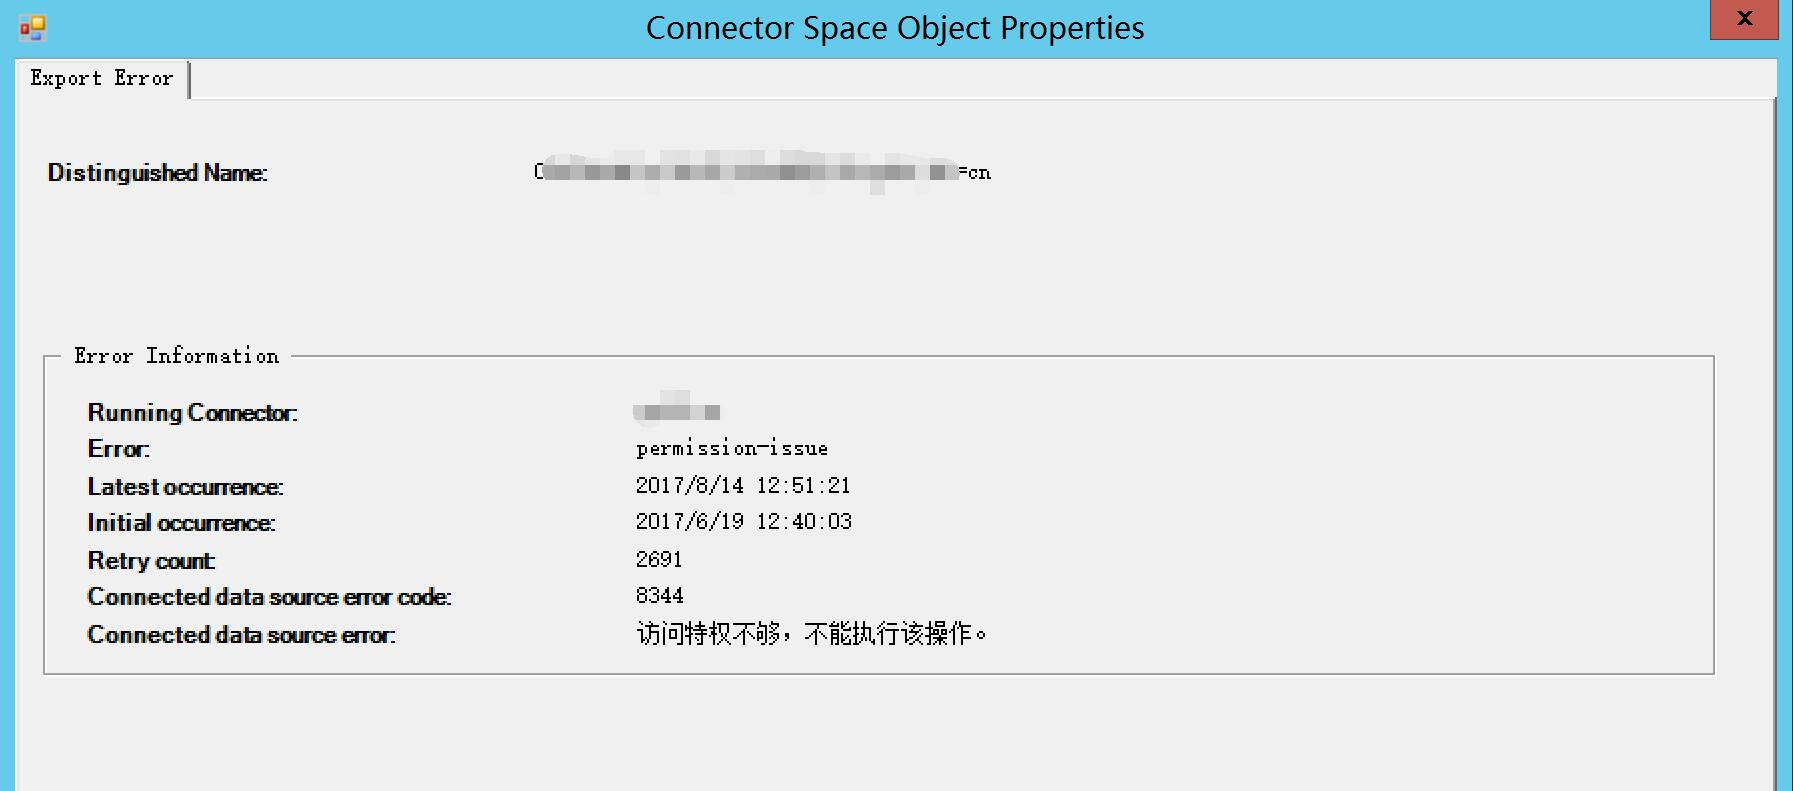 Connector Space Object Properties
Export Error
Distinguished Name: =cn
Error Information
Running Connector:
Error: permission-issue
Latest occurrence: 2017/8/14 12:51:21
Initial occurrence: 2017/6/19 12:40:03
Retry count: 2691
Connected data source error code: 8344
Connected data source error: 访问特权不够，不能执行该操作。